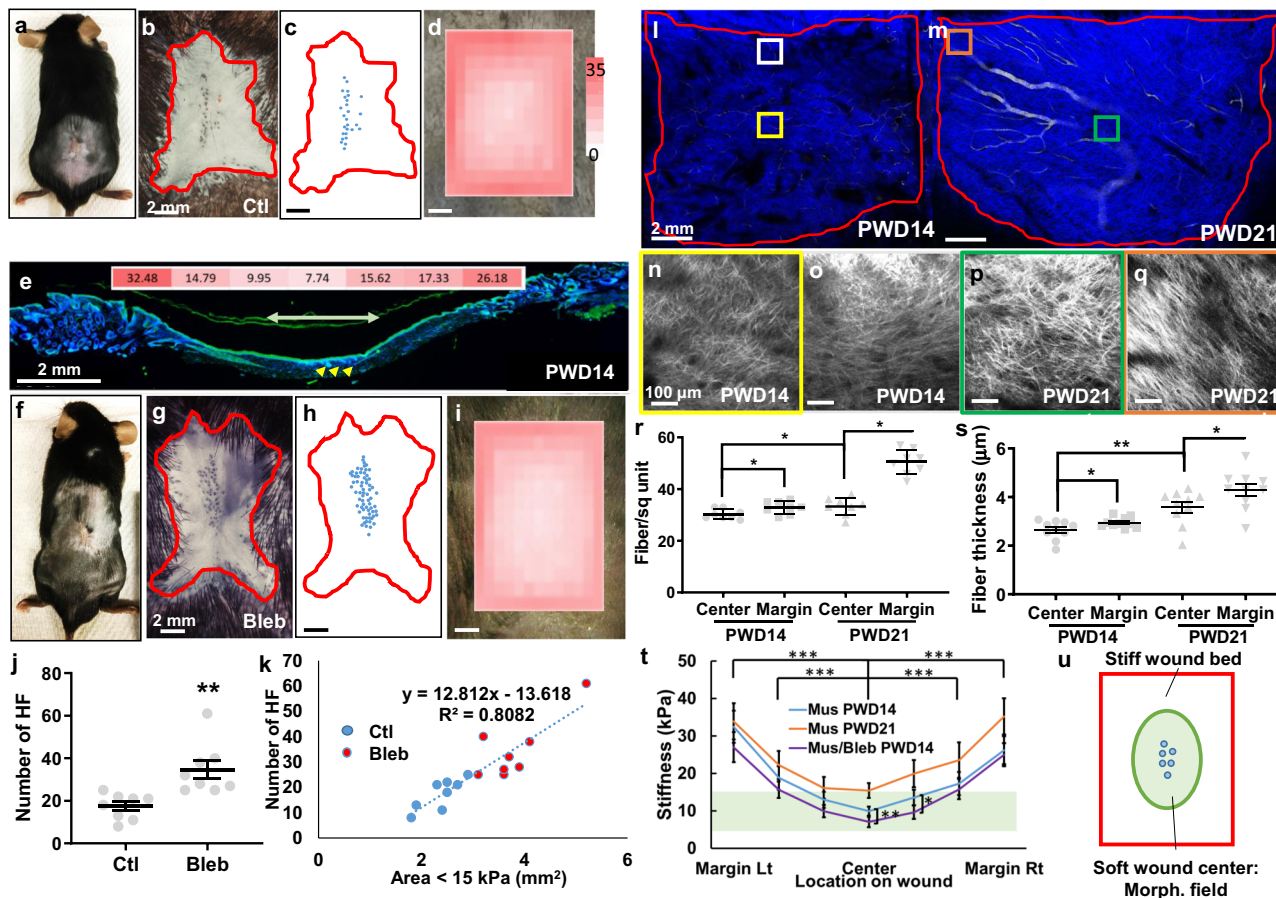 a
b
2 mm
Ctl
c
d
35
0
e
32.48 14.79 9.95 7.74 15.62 17.33 26.18
2 mm
PWD14
f
g
2 mm
Bleb
h
i
j
Number of HF
80
60
40
20
0
**
Ctl
Bleb
k
Number of HF
70
60
50
40
30
20
10
0
y = 12.812x - 13.618
R² = 0.8082
Ctl
Bleb
0 2 4 6
Area < 15 kPa (mm²)
l
2 mm
PWD14
m
PWD21
n
100 µm
PWD14
o
PWD14
p
PWD21
q
PWD21
r
Fiber/sq unit
60
40
20
0
*
*
*
Center Margin Center Margin
PWD14 PWD21
s
Fiber thickness (µm)
6
4
2
0
**
*
*
Center Margin Center Margin
PWD14 PWD21
t
Stiffness (kPa)
50
40
30
20
10
0
*** ***
*** ***
Mus PWD14
Mus PWD21
Mus/Bleb PWD14
**
*
Margin Lt Center Margin Rt
Location on wound
u
Stiff wound bed
Soft wound center:
Morph. field